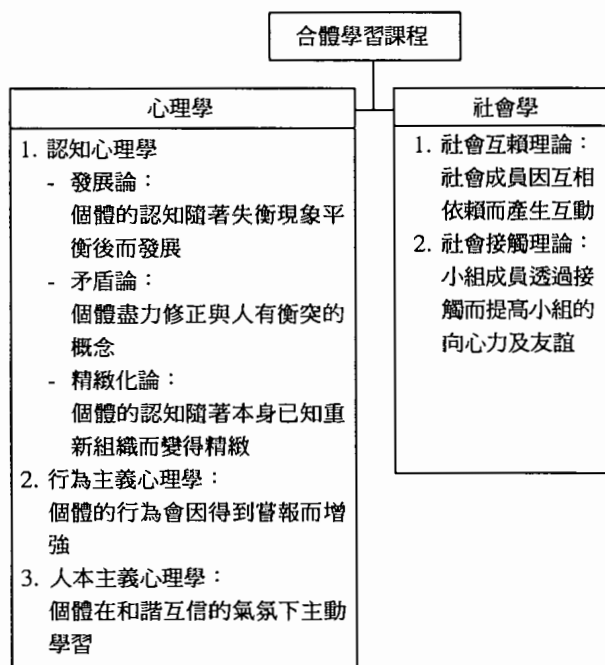 合體學習課程
心理學
1. 認知心理學
- 發展論：
個體的認知隨著失衡現象平
衡後而發展
- 矛盾論：
個體盡力修正與人有衡突的
概念
- 精緻化論：
個體的認知隨著本身已知重
新組織而變得精緻
2. 行為主義心理學：
個體的行為會因得到嘗報而增
強
3. 人本主義心理學：
個體在和諧互信的氣氛下主動
學習
社會學
1. 社會互賴理論：
社會成員因互相
依賴而產生互動
2. 社會接觸理論：
小組成員透過接
觸而提高小組的
向心力及友誼